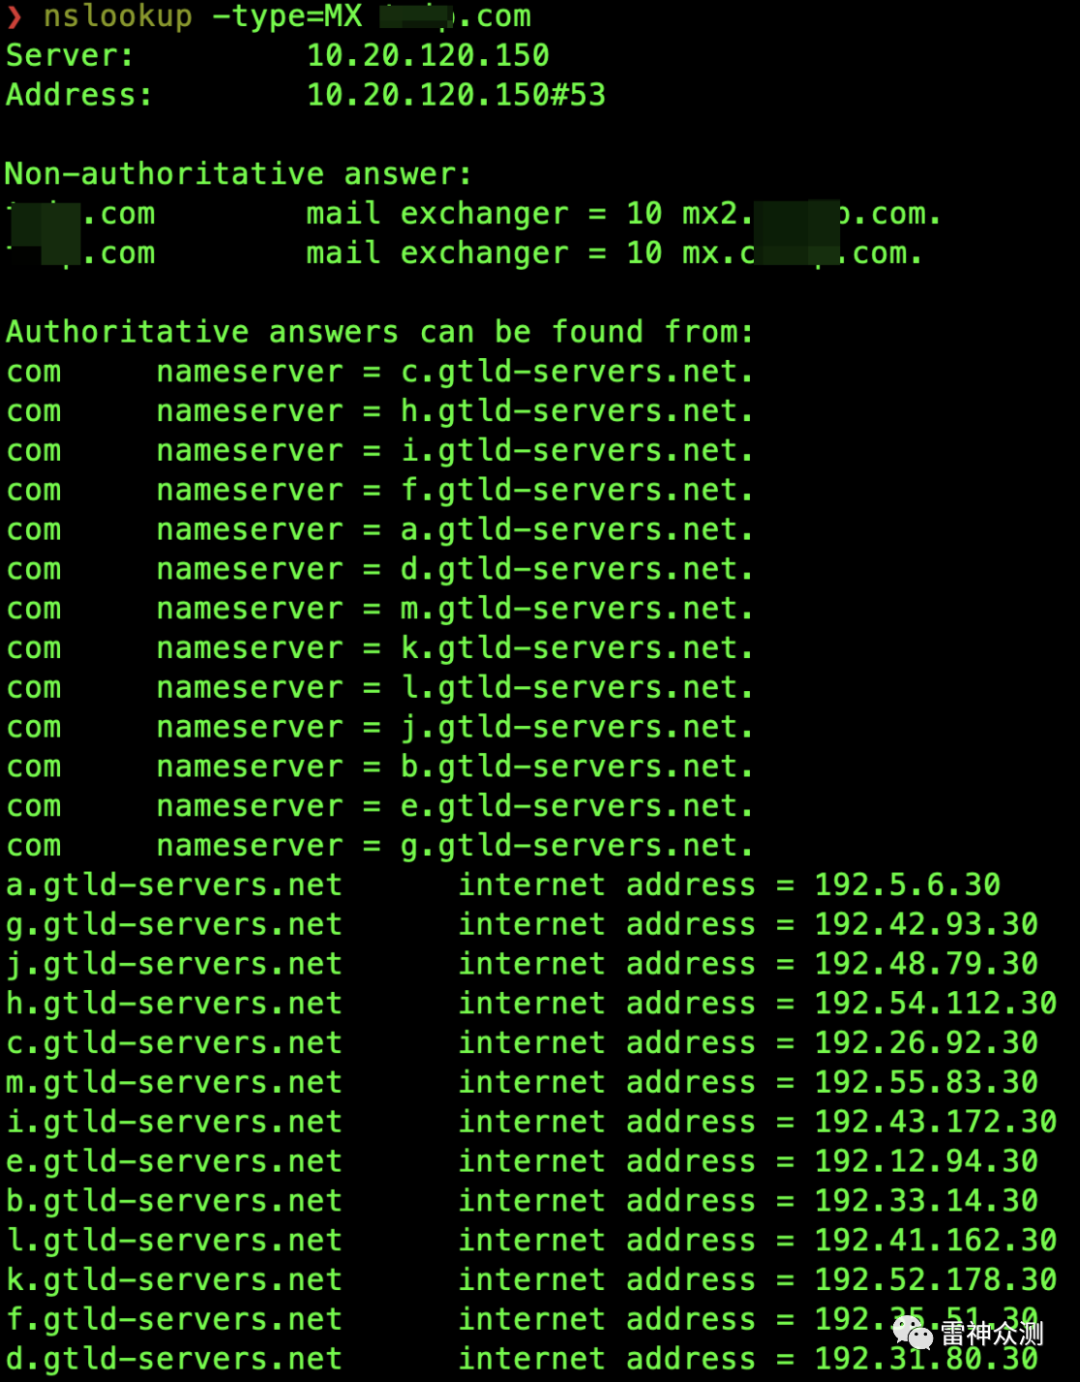 ❯ nslookup -type=MX .com
Server: 10.20.120.150
Address: 10.20.120.150#53
Non-authoritative answer:
.com mail exchanger = 10 mx2. .com.
.com mail exchanger = 10 mx. .com.
Authoritative answers can be found from:
com nameserver = c.gtld-servers.net.
com nameserver = h.gtld-servers.net.
com nameserver = i.gtld-servers.net.
com nameserver = f.gtld-servers.net.
com nameserver = a.gtld-servers.net.
com nameserver = d.gtld-servers.net.
com nameserver = m.gtld-servers.net.
com nameserver = k.gtld-servers.net.
com nameserver = l.gtld-servers.net.
com nameserver = j.gtld-servers.net.
com nameserver = b.gtld-servers.net.
com nameserver = e.gtld-servers.net.
com nameserver = g.gtld-servers.net.
a.gtld-servers.net internet address = 192.5.6.30
g.gtld-servers.net internet address = 192.42.93.30
j.gtld-servers.net internet address = 192.48.79.30
h.gtld-servers.net internet address = 192.54.112.30
c.gtld-servers.net internet address = 192.26.92.30
m.gtld-servers.net internet address = 192.55.83.30
i.gtld-servers.net internet address = 192.43.172.30
e.gtld-servers.net internet address = 192.12.94.30
b.gtld-servers.net internet address = 192.33.14.30
l.gtld-servers.net internet address = 192.41.162.30
k.gtld-servers.net internet address = 192.52.178.30
f.gtld-servers.net internet address = 192.35.51.30
d.gtld-servers.net internet address = 192.31.80.30
雷神众测